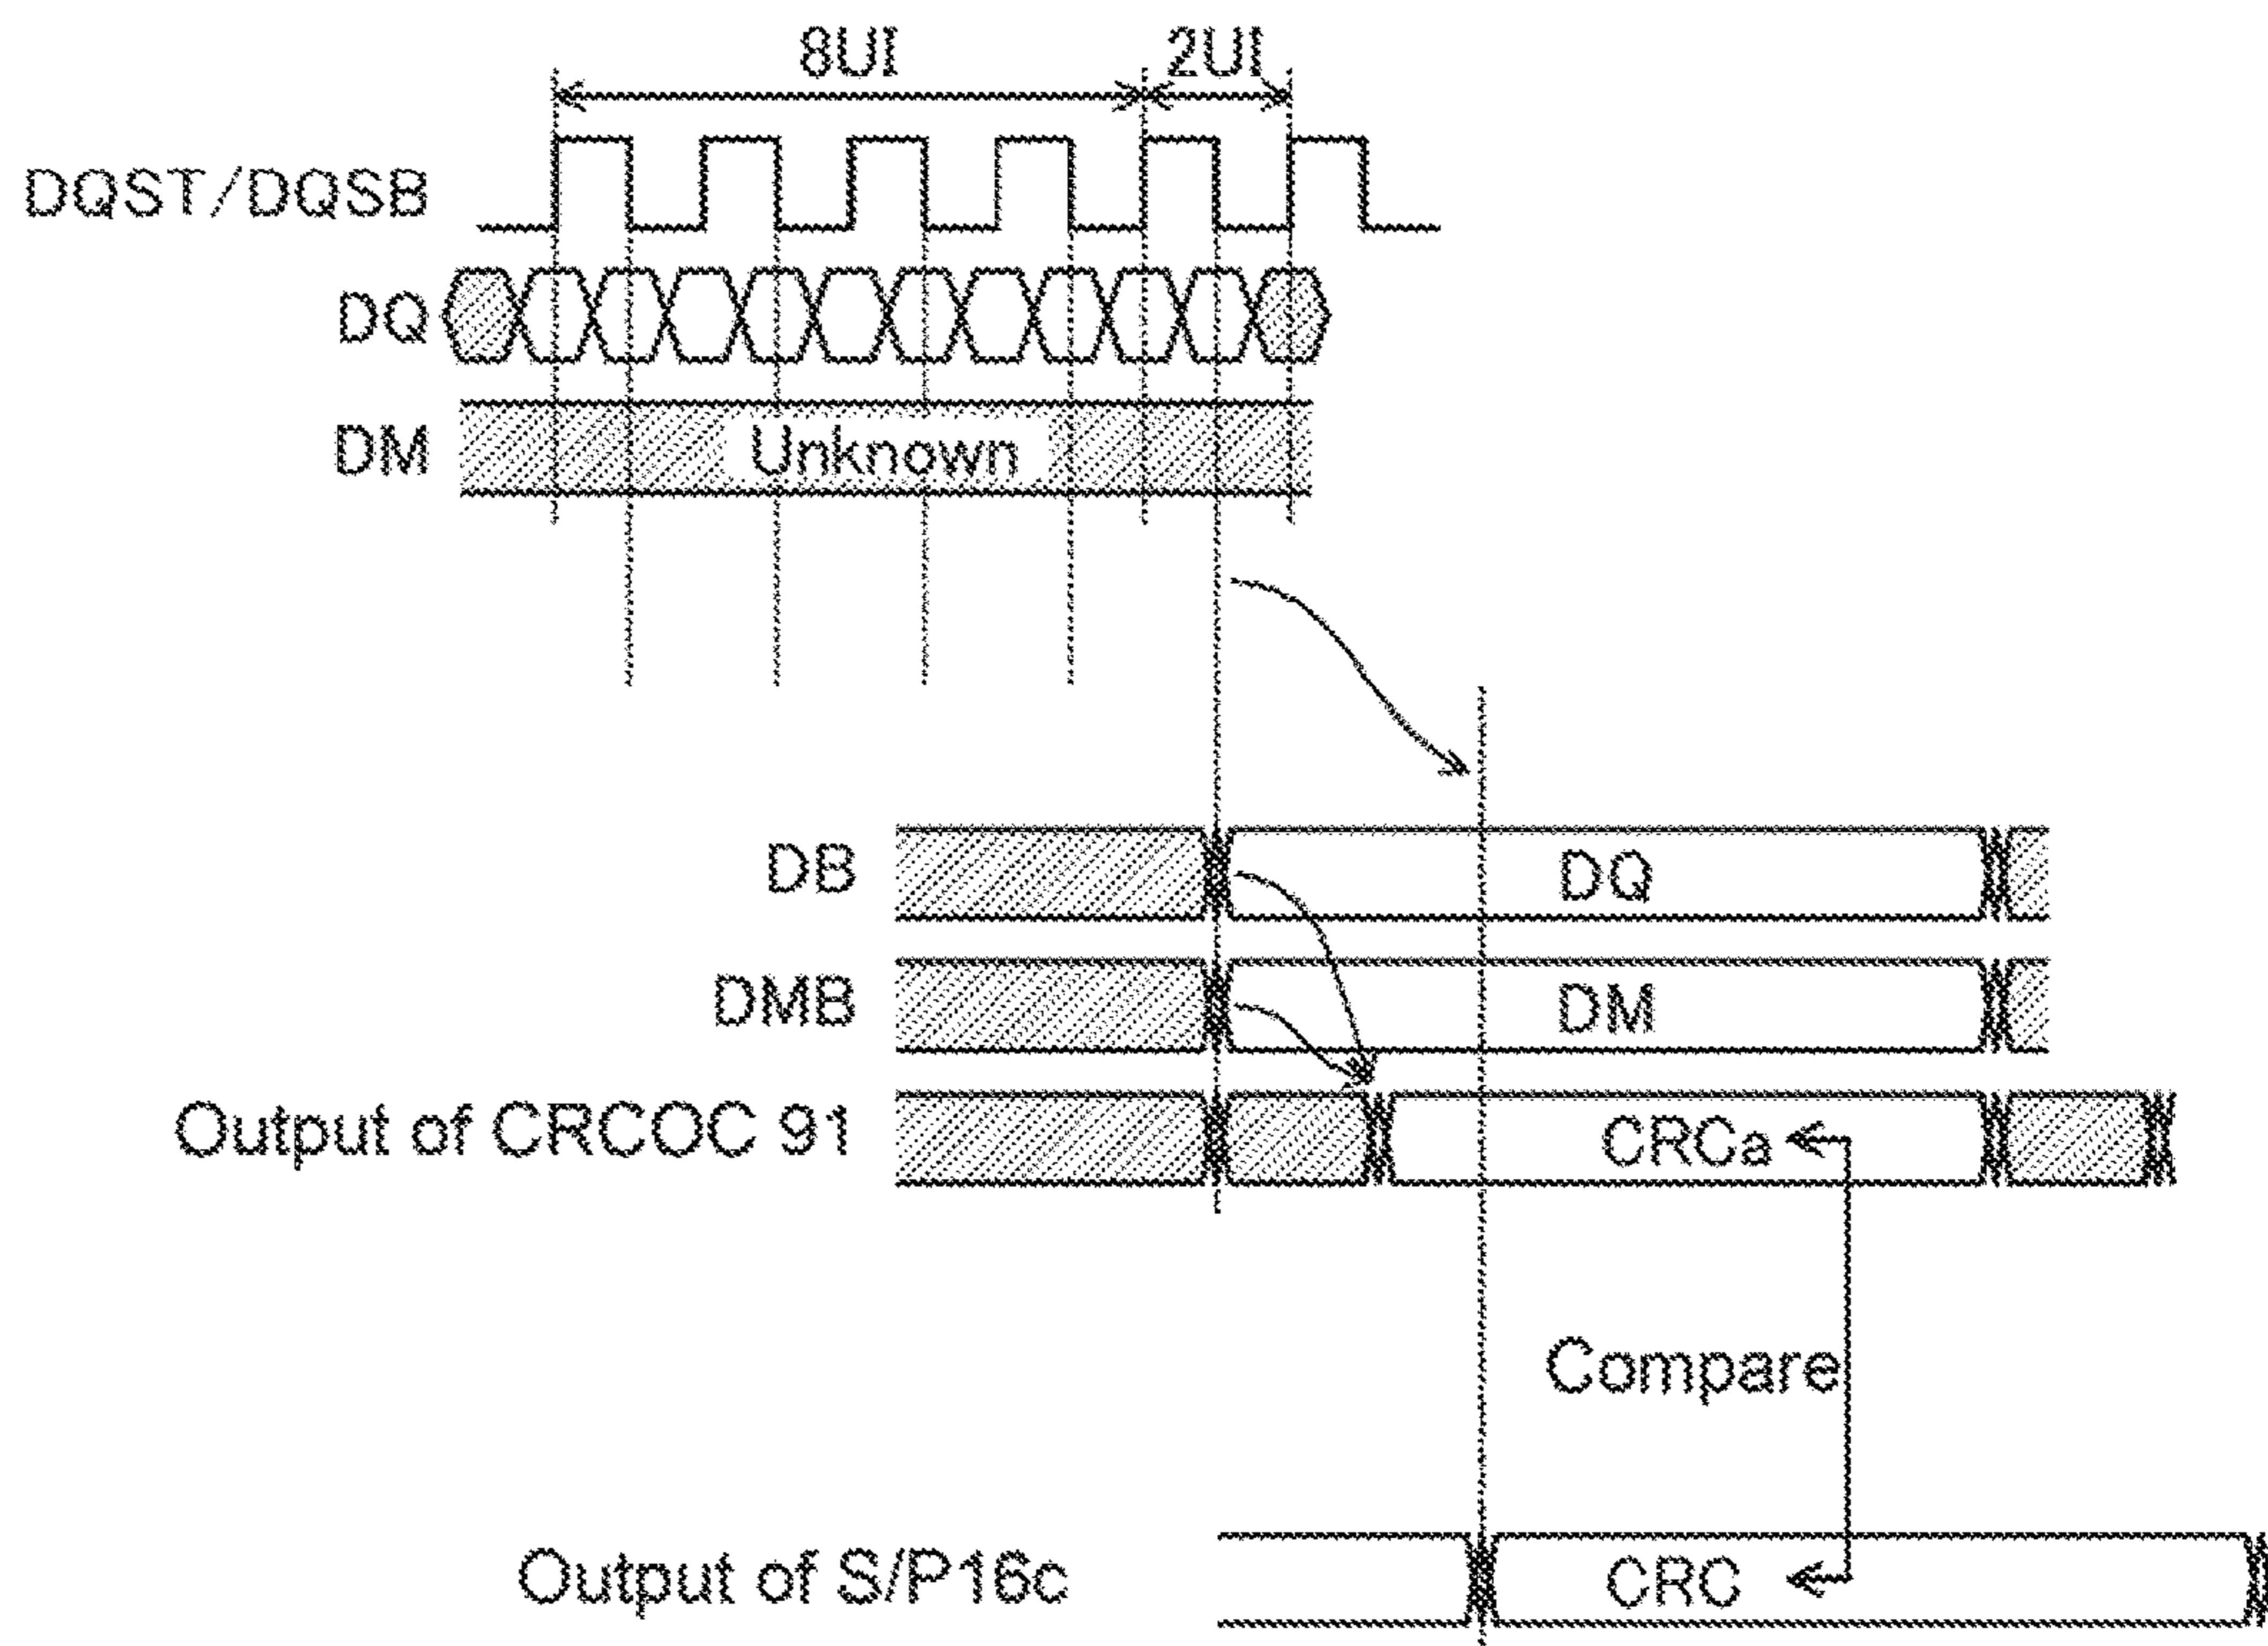 8UI 2UI
DQST/DQSB
DQ
DM Unknown
DB DQ
DMB DM
Output of CRCOC 91 CRCa
Compare
Output of S/P16c CRC